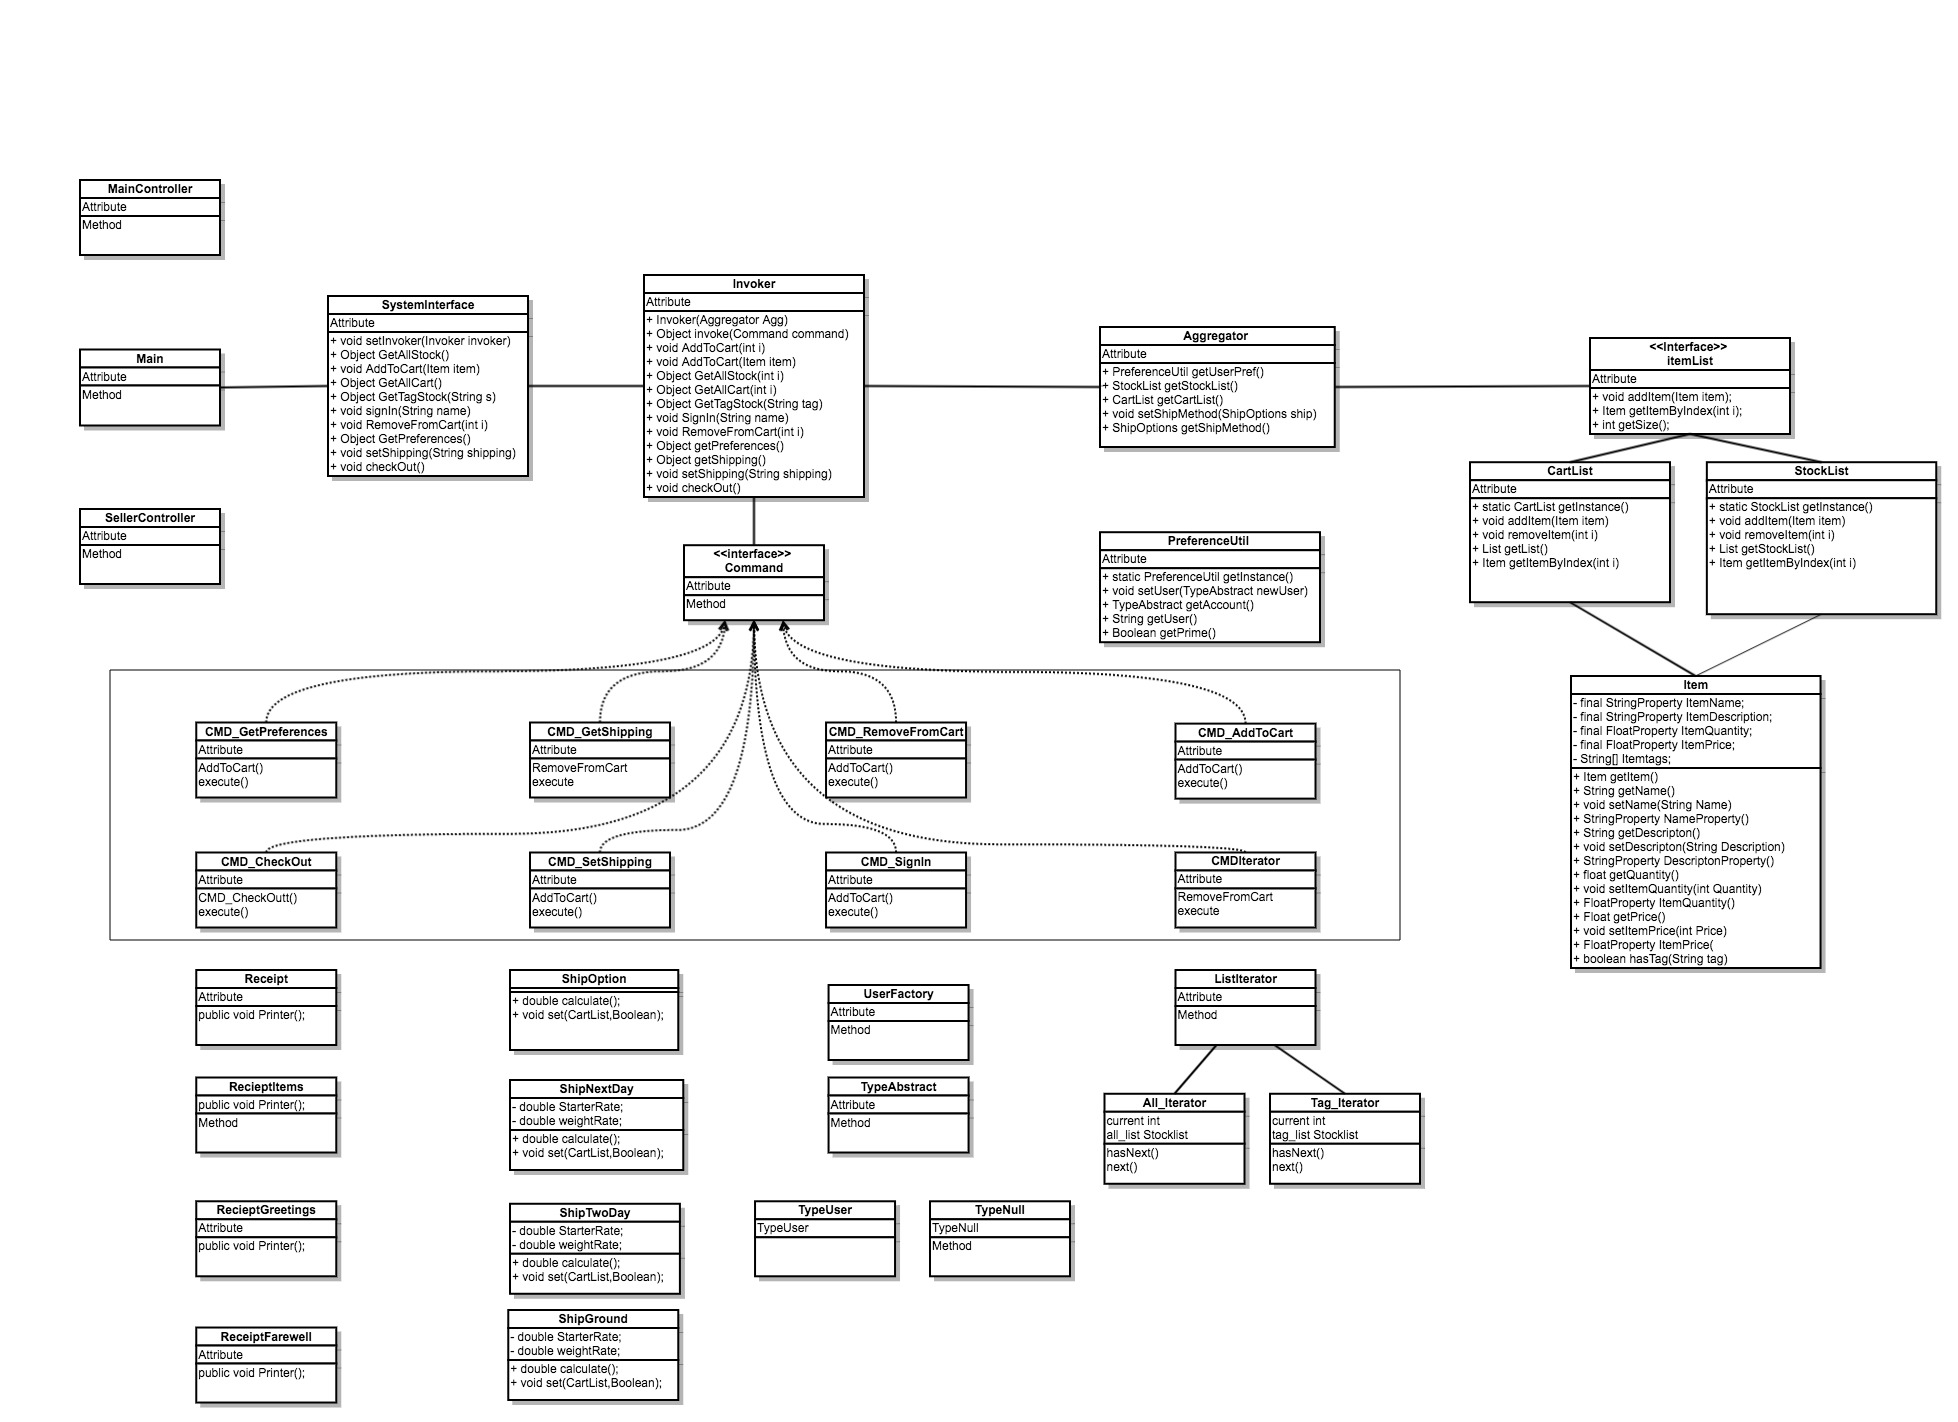 MainController
Attribute
Method
Main
Attribute
Method
SellerController
Attribute
Method
SystemInterface
Attribute
+ void setInvoker(Invoker invoker)
+ Object GetAllStock()
+ void AddToCart(Item item)
+ Object GetAllCart()
+ Object GetTagStock(String s)
+ void signIn(String name)
+ void RemoveFromCart(int i)
+ Object GetPreferences()
+ void setShipping(String shipping)
+ void checkOut()
Invoker
Attribute
+ Invoker(Aggregator Agg)
+ Object invoke(Command command)
+ void AddToCart(int i)
+ void AddToCart(Item item)
+ Object GetAllStock(int i)
+ Object GetAllCart(int i)
+ Object GetTagStock(String tag)
+ void SignIn(String name)
+ void RemoveFromCart(int i)
+ Object getPreferences()
+ Object getShipping()
+ void setShipping(String shipping)
+ void checkOut()
<<interface>>
Command
Attribute
Method
Aggregator
Attribute
+ PreferenceUtil getUserPref()
+ StockList getStockList()
+ CartList getCartList()
+ void setShipMethod(ShipOptions ship)
+ ShipOptions getShipMethod()
PreferenceUtil
Attribute
+ static PreferenceUtil getInstance()
+ void setUser(TypeAbstract newUser)
+ TypeAbstract getAccount()
+ String getUser()
+ Boolean getPrime()
<<Interface>>
itemList
Attribute
+ void addItem(Item item);
+ Item getItemByIndex(int i);
+ int getSize();
CartList
Attribute
+ static CartList getInstance()
+ void addItem(Item item)
+ void removeItem(int i)
+ List getList()
+ Item getItemByIndex(int i)
StockList
Attribute
+ static StockList getInstance()
+ void addItem(Item item)
+ void removeItem(int i)
+ List getStockList()
+ Item getItemByIndex(int i)
Item
- final StringProperty ItemName;
- final StringProperty ItemDescription;
- final FloatProperty ItemQuantity;
- final FloatProperty ItemPrice;
- String[] Itemtags;
+ Item getItem()
+ String getName()
+ void setName(String Name)
+ StringProperty NameProperty()
+ String getDescripton()
+ void setDescripton(String Description)
+ StringProperty DescriptonProperty()
+ float getQuantity()
+ void setItemQuantity(int Quantity)
+ FloatProperty ItemQuantity()
+ Float getPrice()
+ void setItemPrice(int Price)
+ FloatProperty ItemPrice(
+ boolean hasTag(String tag)
CMD_GetPreferences
Attribute
AddToCart()
execute()
CMD_GetShipping
Attribute
RemoveFromCart
execute
CMD_RemoveFromCart
Attribute
AddToCart()
execute()
CMD_AddToCart
Attribute
AddToCart()
execute()
CMD_CheckOut
Attribute
CMD_CheckOutt()
execute()
CMD_SetShipping
Attribute
AddToCart()
execute()
CMD_SignIn
Attribute
AddToCart()
execute()
CMDIterator
Attribute
RemoveFromCart
execute
Receipt
Attribute
public void Printer();
RecieptItems
public void Printer();
Method
RecieptGreetings
Attribute
public void Printer();
ReceiptFarewell
Attribute
public void Printer();
ShipOption
+ double calculate();
+ void set(CartList,Boolean);
ShipNextDay
- double StarterRate;
- double weightRate;
+ double calculate();
+ void set(CartList,Boolean);
ShipTwoDay
- double StarterRate;
- double weightRate;
+ double calculate();
+ void set(CartList,Boolean);
ShipGround
- double StarterRate;
- double weightRate;
+ double calculate();
+ void set(CartList,Boolean);
UserFactory
Attribute
Method
TypeAbstract
Attribute
Method
TypeUser
TypeUser
TypeNull
TypeNull
Method
ListIterator
Attribute
Method
All_Iterator
current int
all_list Stocklist
hasNext()
next()
Tag_Iterator
current int
tag_list Stocklist
hasNext()
next()